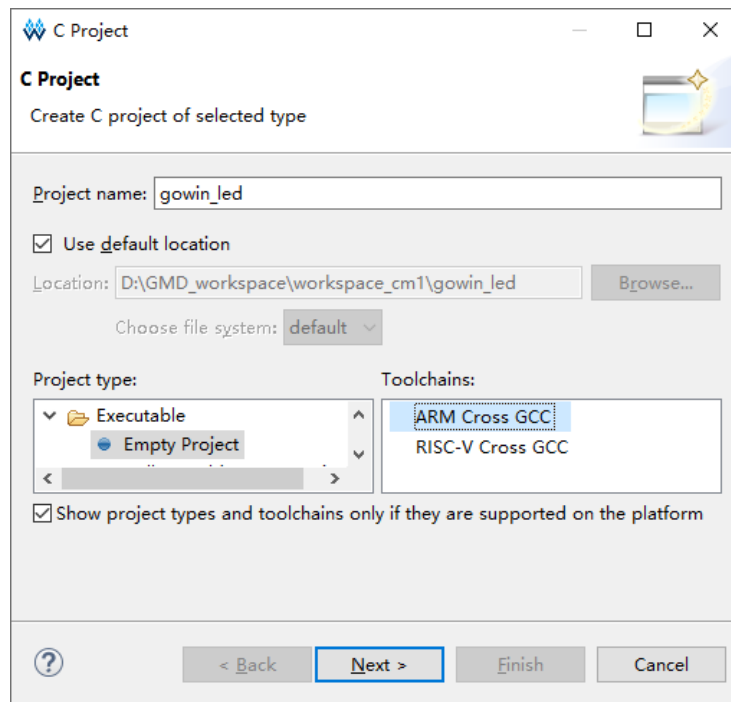 C Project
C Project
Create C project of selected type
Project name: gowin_led
Use default location
Location: D:\GMD_workspace\workspace_cm1\gowin_led Browse...
Choose file system: default
Project type: Toolchains:
Executable ARM Cross GCC
Empty Project RISC-V Cross GCC
Show project types and toolchains only if they are supported on the platform
? < Back Next > Finish Cancel